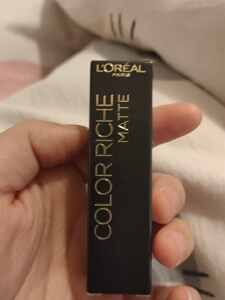 L'ORÉAL
PARIS
COLOR RICHE
MATTE